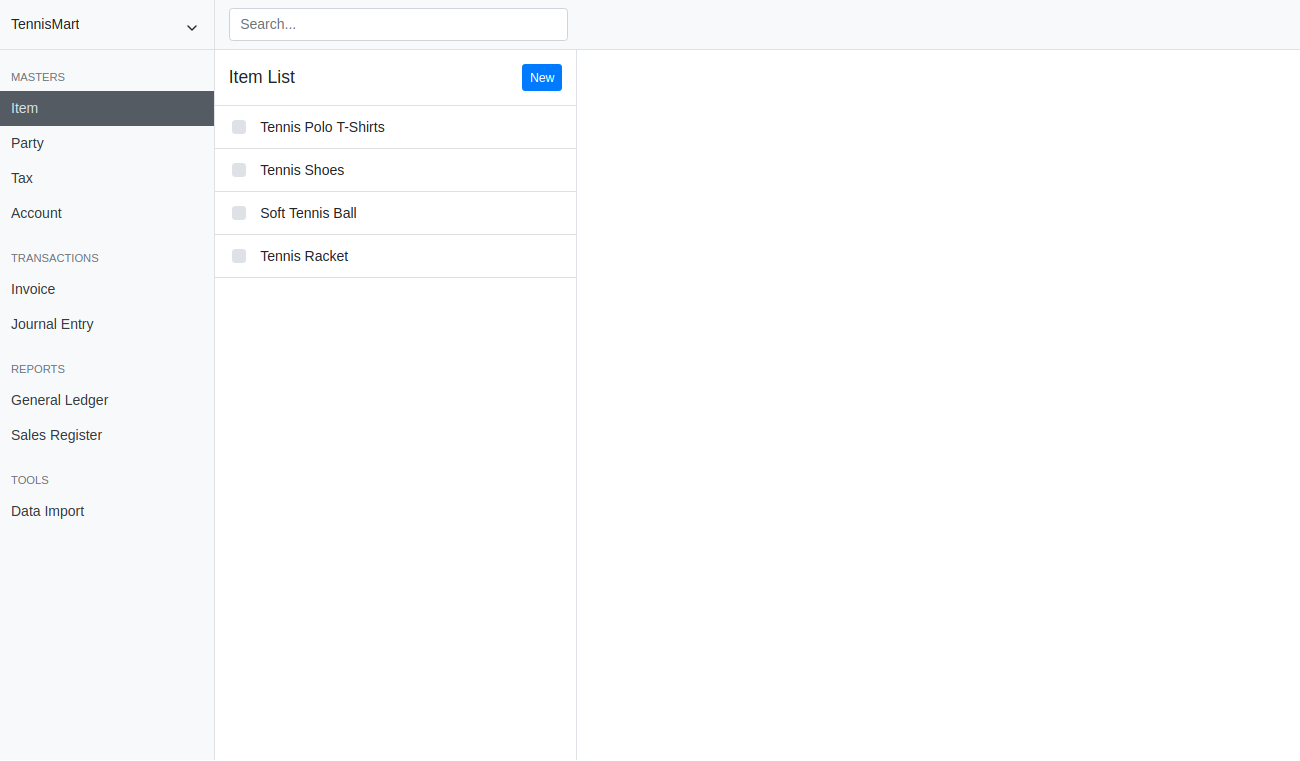 TennisMart
Search...
MASTERS
Item
Party
Tax
Account
TRANSACTIONS
Invoice
Journal Entry
REPORTS
General Ledger
Sales Register
TOOLS
Data Import
Item List
New
Tennis Polo T-Shirts
Tennis Shoes
Soft Tennis Ball
Tennis Racket